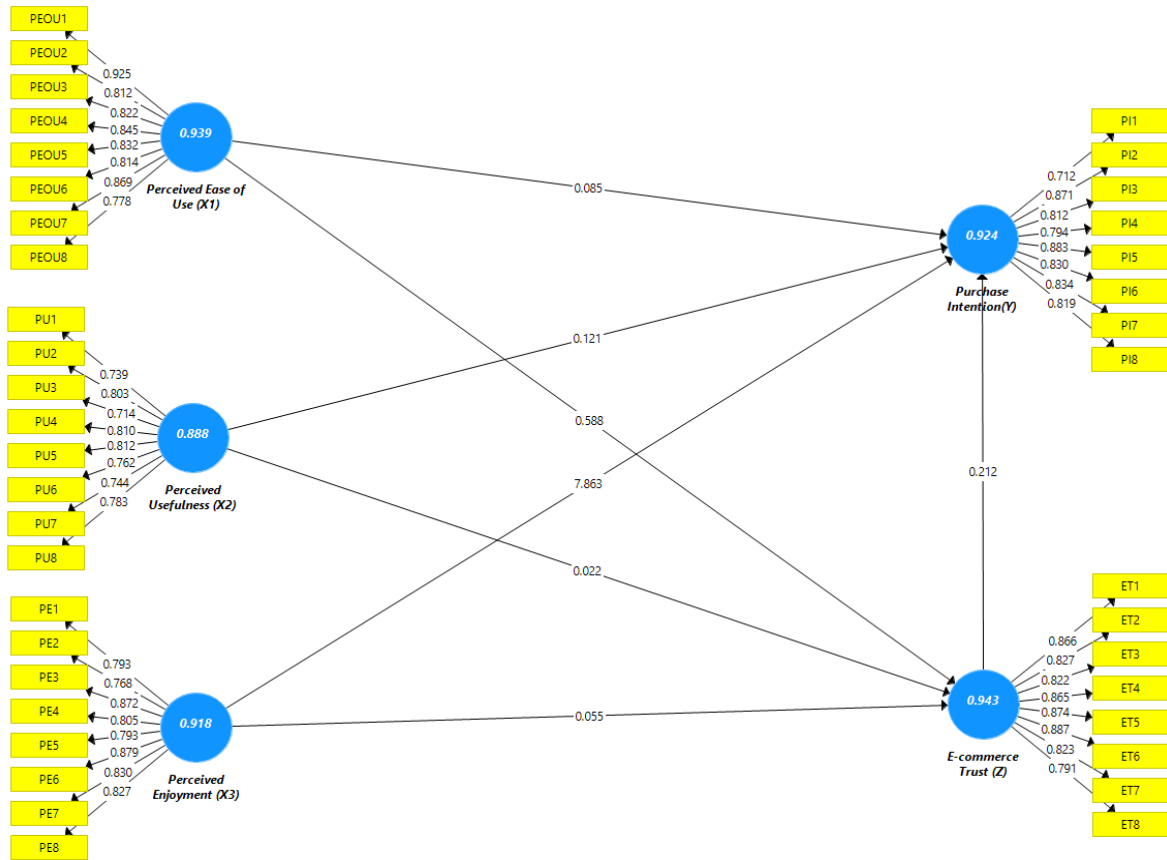 PEOU1
PEOU2
PEOU3
PEOU4
PEOU5
PEOU6
PEOU7
PEOU8
0.925
0.812
0.822
0.845
0.832
0.814
0.869
0.778
0.939
Perceived Ease of
Use (X1)
PU1
PU2
PU3
PU4
PU5
PU6
PU7
PU8
0.739
0.803
0.714
0.810
0.812
0.762
0.744
0.783
0.888
Perceived
Usefulness (X2)
PE1
PE2
PE3
PE4
PE5
PE6
PE7
PE8
0.793
0.768
0.872
0.805
0.793
0.879
0.830
0.827
0.918
Perceived
Enjoyment (X3)
0.085
0.121
0.588
7.863
0.022
0.055
0.212
0.924
Purchase
Intention(Y)
0.712
0.871
0.812
0.794
0.883
0.830
0.834
0.819
PI1
PI2
PI3
PI4
PI5
PI6
PI7
PI8
0.943
E-commerce
Trust (Z)
0.866
0.827
0.822
0.865
0.874
0.887
0.823
0.791
ET1
ET2
ET3
ET4
ET5
ET6
ET7
ET8